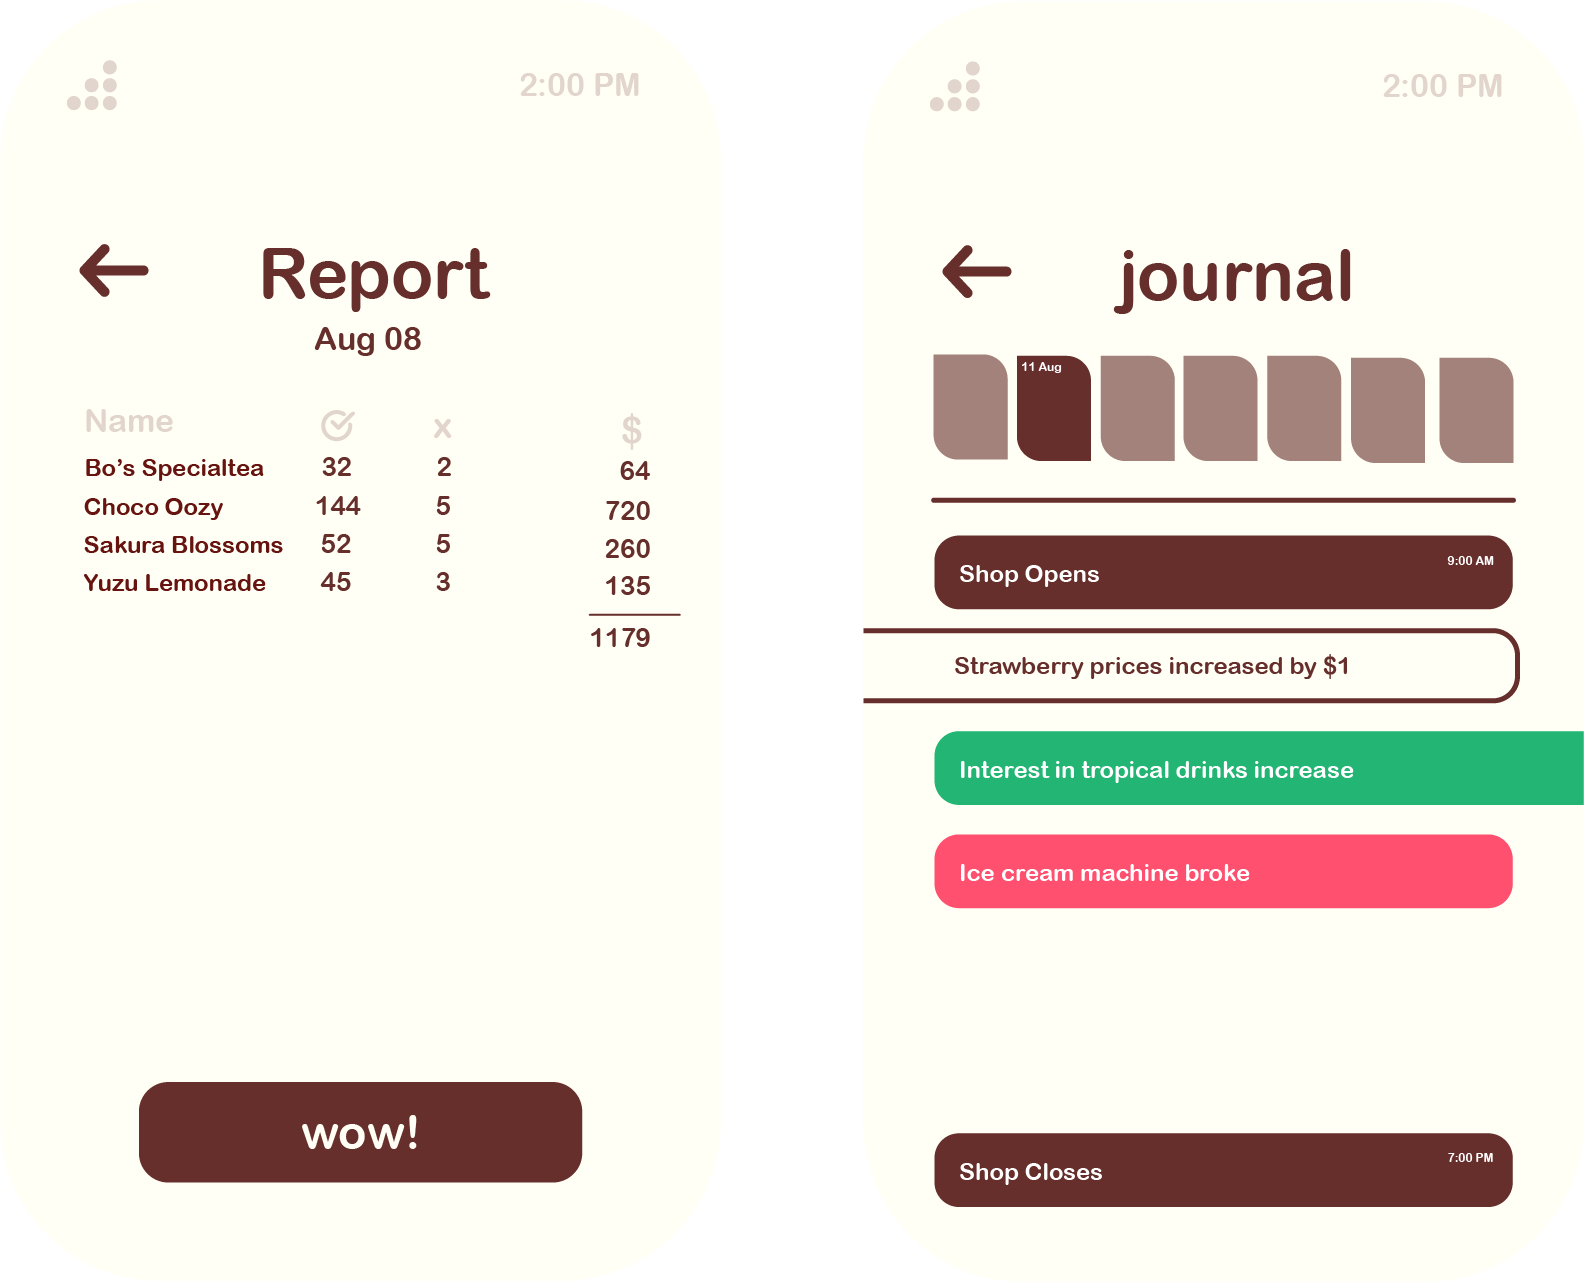 2:00 PM
Report
Aug 08
Name x $
Bo’s Specialtea 32 2 64
Choco Oozy 144 5 720
Sakura Blossoms 52 5 260
Yuzu Lemonade 45 3 135
1179
wow!
2:00 PM
journal
11 Aug
Shop Opens 9:00 AM
Strawberry prices increased by $1
Interest in tropical drinks increase
Ice cream machine broke
Shop Closes 7:00 PM